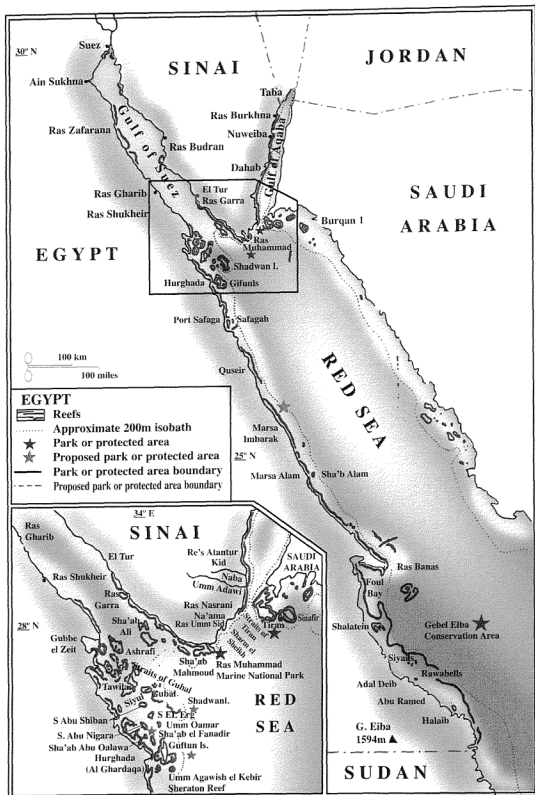 30° N
Suez
Ain Sukhna
SINAI
JORDAN
Taba
Ras Burkhna
Nuweiba
Gulf of Aqaba
Dahab
Ras Zafarana
Gulf of Suez
Ras Budran
Ras Gharib
El Tur
Ras Garra
Ras Shukheir
SAUDI
ARABIA
Burqan 1
Ras
Muhammad
EGYPT
Shadwan I.
Hurghada
Gifunls
Port Safaga
Safagah
RED SEA
100 km
100 miles
Quseir
EGYPT
Reefs
Approximate 200m isobath
Park or protected area
Proposed park or protected area
Park or protected area boundary
Proposed park or protected area boundary
Marsa
Imbarak
25° N
Marsa Alam
Sha'b Alam
Ras Banas
Foul
Bay
Shalatein
Gebel Elba
Conservation Area
Siyals
Rawabells
Adal Deib
Abu Ramed
Halaib
G. Eiba
1594m
SUDAN
34° E
Ras
Gharib
SINAI
El Tur
Re's Atantur
Kid
Naba
Umm Adawi
SAUDI
ARABIA
Ras Shukheir
Ras
Garra
Ras Nasrani
Na'ama
Ras Umm Sid
Sinafir
Tiran
Straits of
Tiran
Sharm el
Sheikh
28° N
Sha'ab
Ali
Gubbe
el Zeit
Ashrafi
Sha'ab
Mahmoud
Ras Muhammad
Marine National Park
Straits of Gubal
Tawilah
Gubal
Siyul
Shadwanl.
RED
SEA
S Abu Shiban
S EL Erg
Umm Qamar
S. Abu Nigara
Sha'ab el Fanadir
Sha'ab Abu Qalawa
Giftun Is.
Hurghada
(Al Ghardaqa)
Umm Agawish el Kebir
Sheraton Reef